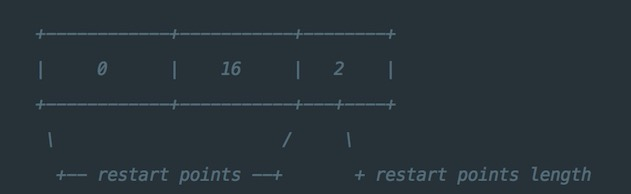 +------------+-----------+--------+
| 0 | 16 | 2 |
+------------+-----------+---+----+
\ / \
+-- restart points --+ + restart points length